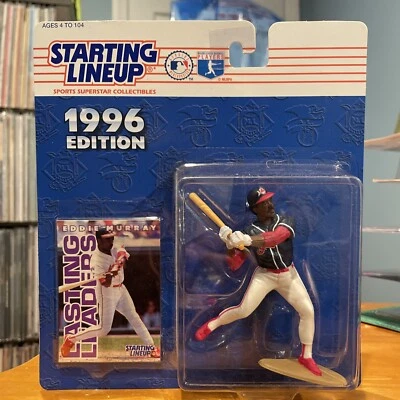 AGES 4 TO 104
STARTING
LINEUP
SPORTS SUPERSTAR COLLECTIBLES
1996
EDITION
EDDIE MURRAY
LASTING
LEADERS
STARTING
LINEUP